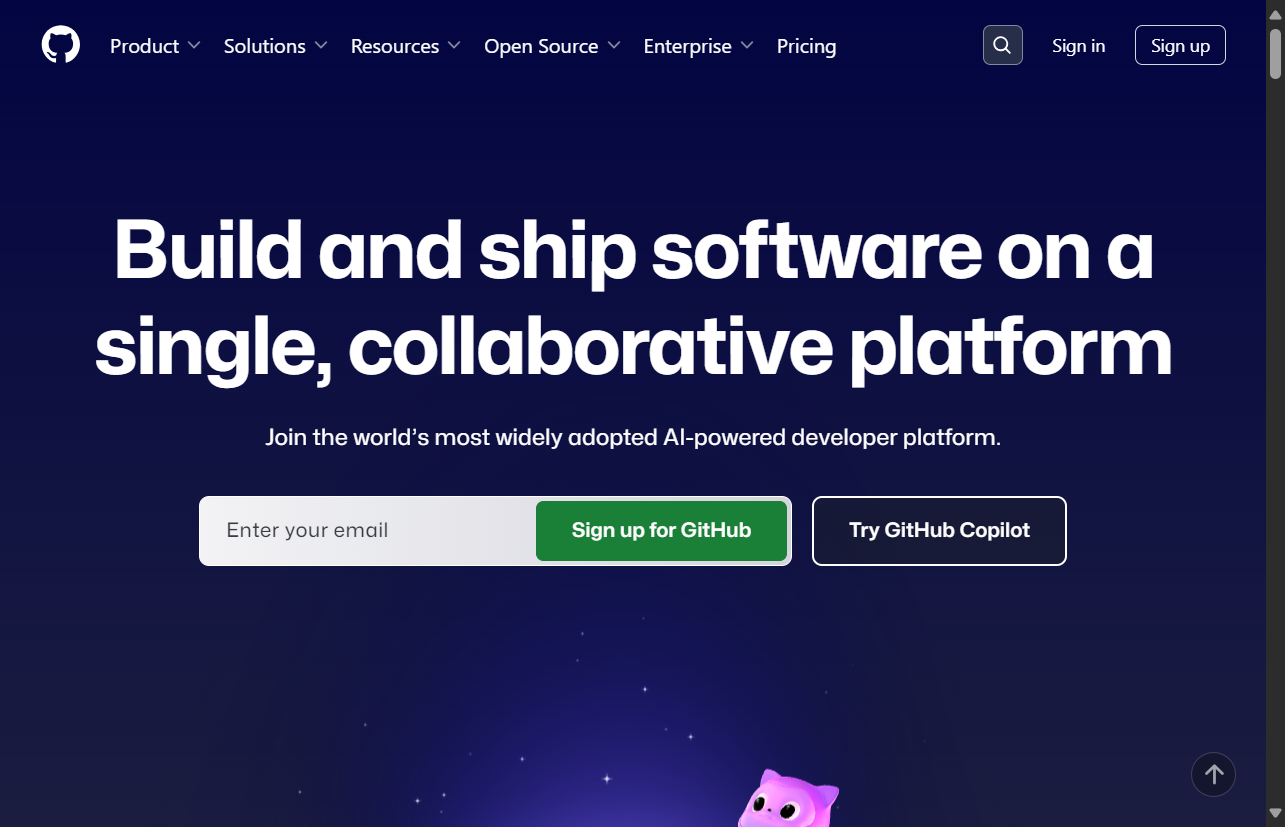 Product
Solutions
Resources
Open Source
Enterprise
Pricing
Sign in
Sign up
Build and ship software on a
single, collaborative platform
Join the world’s most widely adopted AI-powered developer platform.
Enter your email
Sign up for GitHub
Try GitHub Copilot